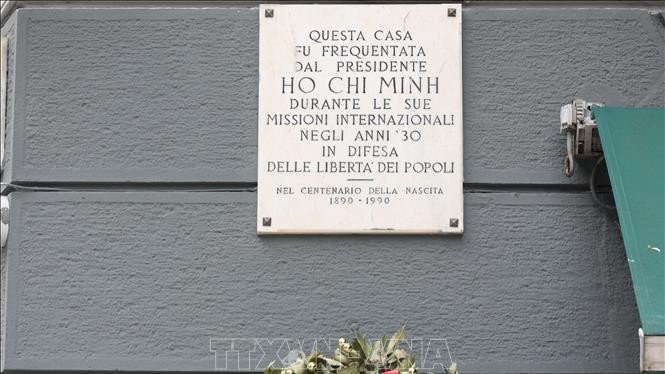 QUESTA CASA
FU FREQUENTATA
DAL PRESIDENTE
HO CHI MINH
DURANTE LE SUE
MISSIONI INTERNAZIONALI
NEGLI ANNI '30
IN DIFESA
DELLE LIBERTA' DEI POPOLI
NEL CENTENARIO DELLA NASCITA
1890 - 1990
TTXVN/VNA